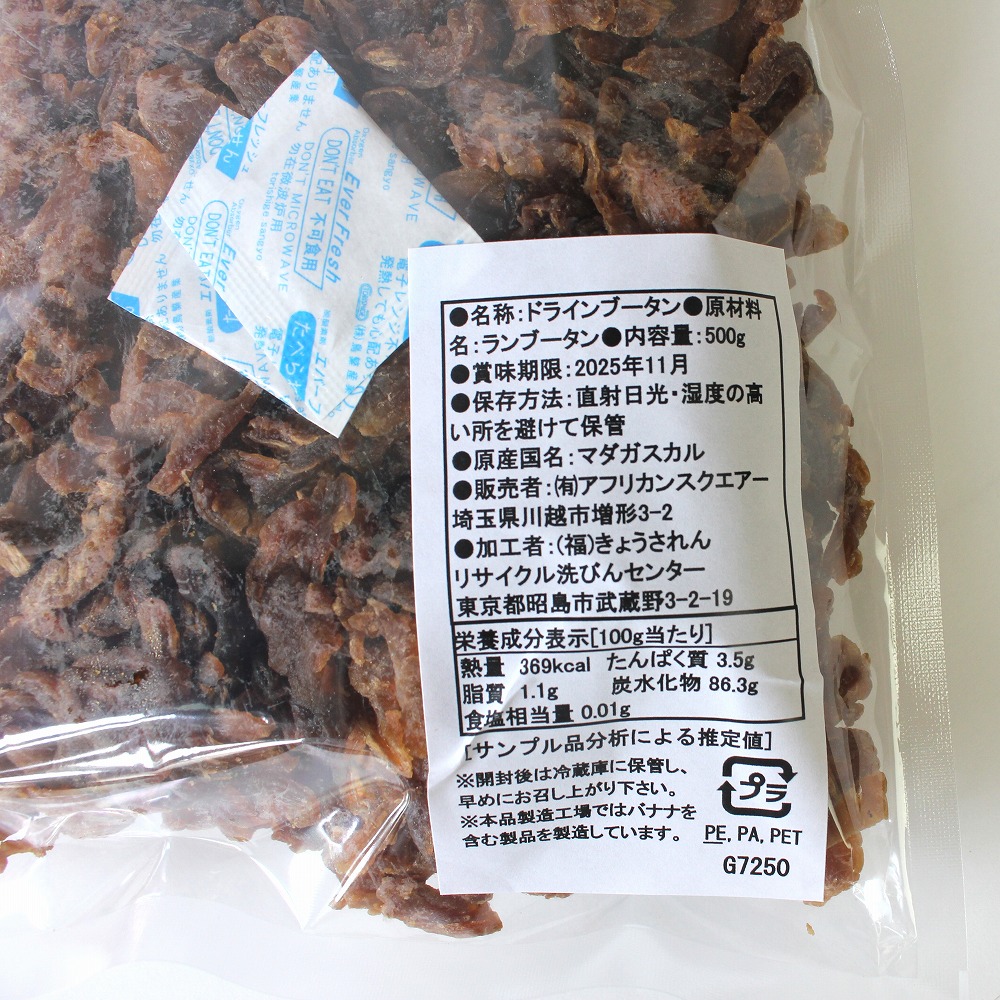 ●名称:ドラインブータン●原材料
名:ランブータン●内容量:500g
●賞味期限:2025年11月
●保存方法:直射日光・湿度の高
い所を避けて保管
●原産国名:マダガスカル
●販売者:㈲アフリカンスクエアー
埼玉県川越市増形3-2
●加工者:(福)きょうされん
リサイクル洗びんセンター
東京都昭島市武蔵野3-2-19
栄養成分表示[100g当たり]
熱量 369kcal たんぱく質 3.5g
脂質 1.1g 炭水化物 86.3g
食塩相当量 0.01g
[サンプル品分析による推定値]
※開封後は冷蔵庫に保管し、
早めにお召し上がり下さい。
※本品製造工場ではバナナを
含む製品を製造しています。
プラ
PE, PA, PET
G7250
Ever Fresh
Oxygen Absorber
DON'T EAT 不可食用
DON'T MICROWAVE
勿在微波炉用
torishige sangyo